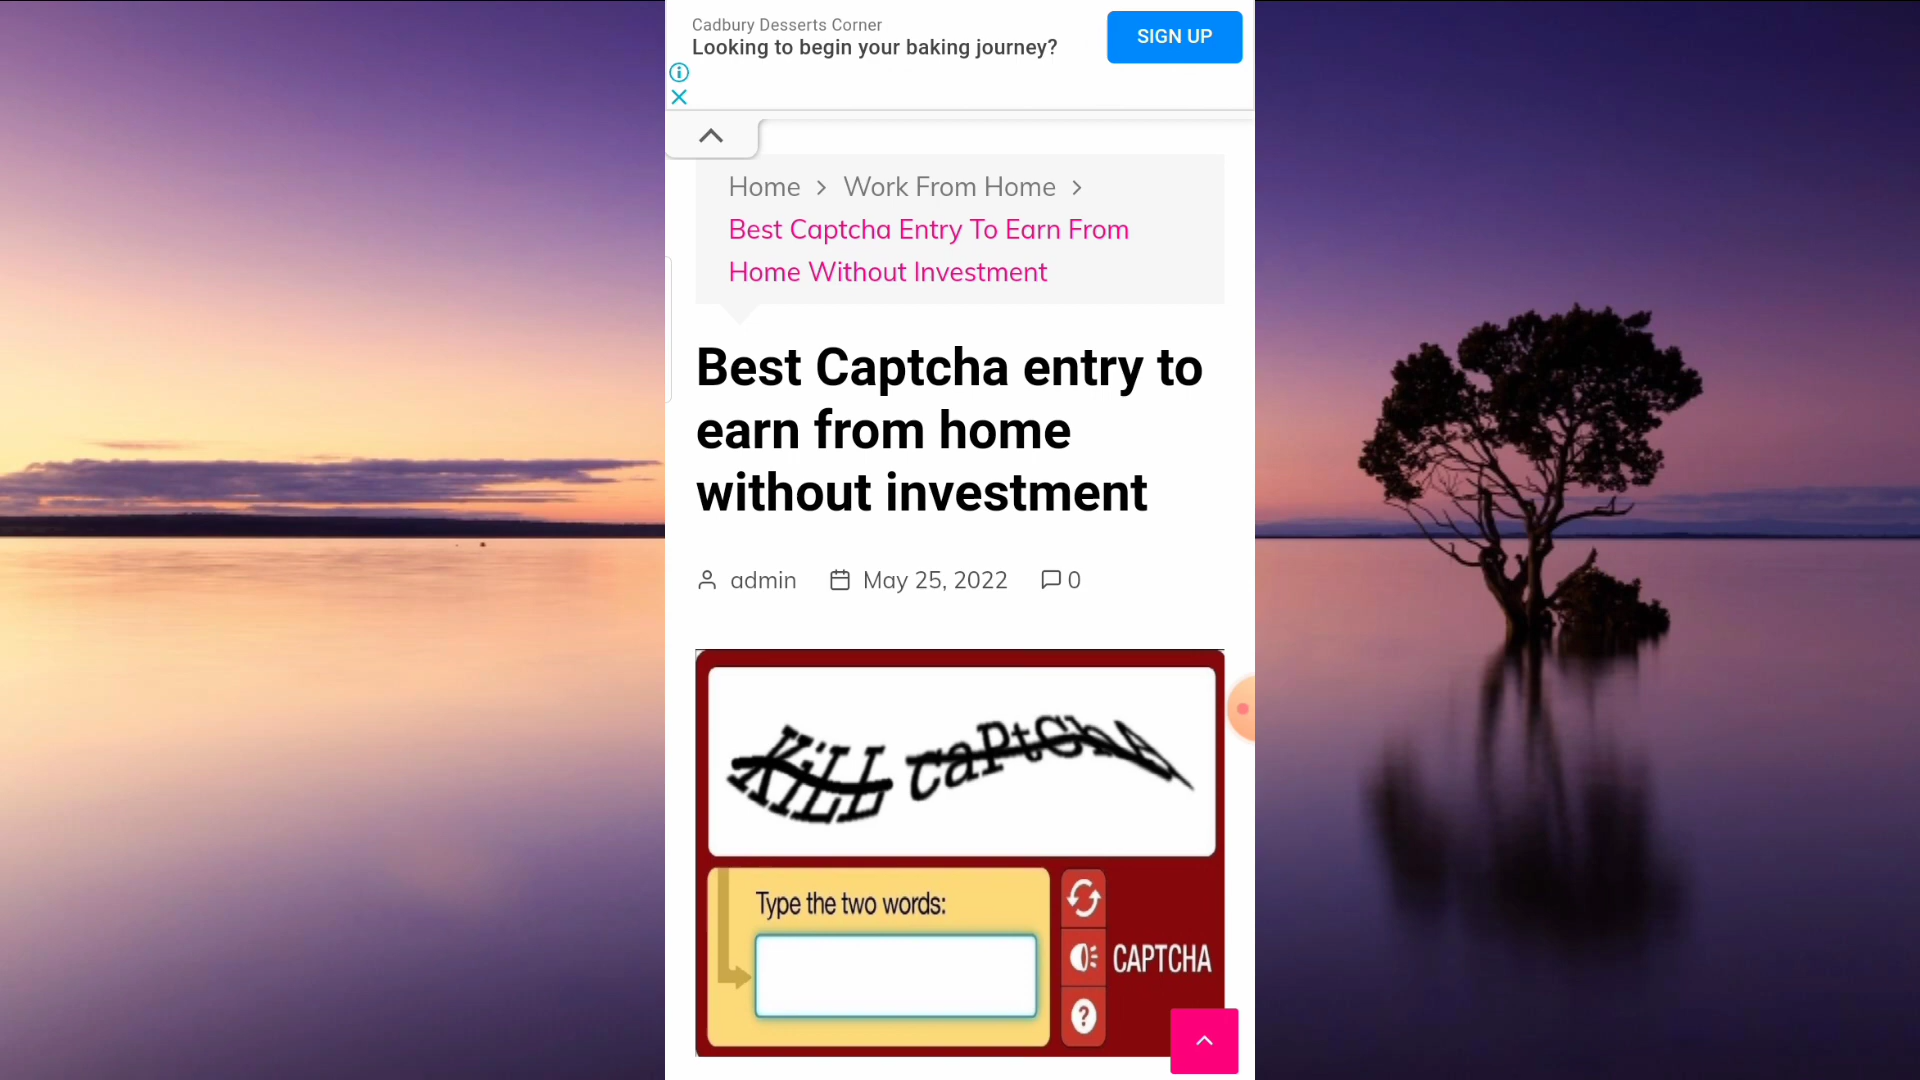 Cadbury Desserts Corner
Looking to begin your baking journey?
SIGN UP
Home > Work From Home >
Best Captcha Entry To Earn From
Home Without Investment
Best Captcha entry to
earn from home
without investment
admin May 25, 2022 0
KiLL caPtChA
Type the two words:
CAPTCHA
?